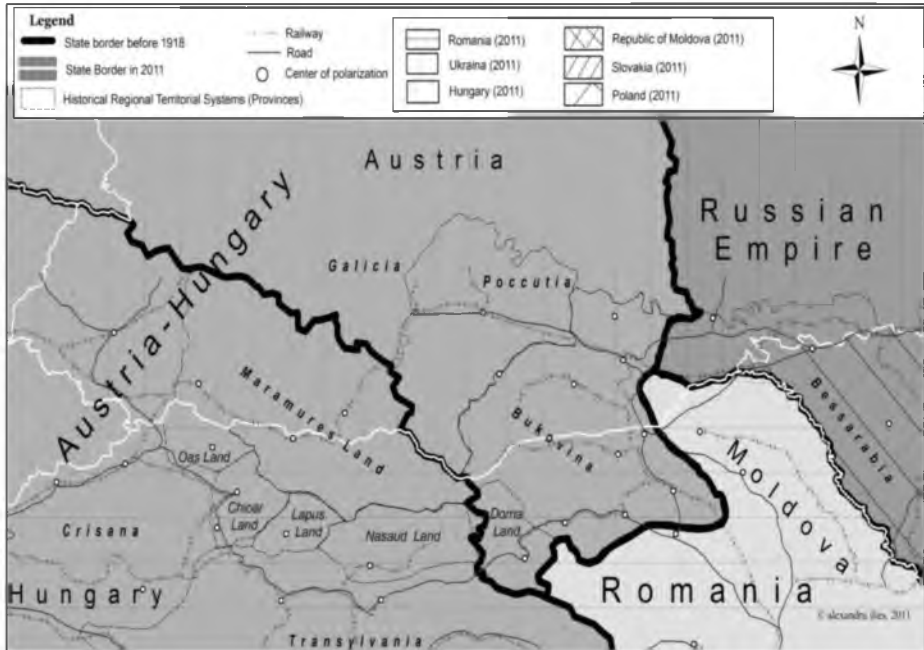 Legend
State border before 1918
State Border in 2011
Historical Regional Territorial Systems (Provinces)
Railway
Road
Center of polarization
Romania (2011)
Ukraina (2011)
Hungary (2011)
Republic of Moldova (2011)
Slovakia (2011)
Poland (2011)
N
Austria
Russian
Empire
Austria-Hungary
Galicia
Poccutia
Maramures Land
Bukovina
Bessarabia
Moldova
Oas Land
Chioar
Land
Lapus
Land
Nasaud Land
Dorna
Land
Crisana
Hungary
Romania
Transylvania
© alexandru ilies, 2011